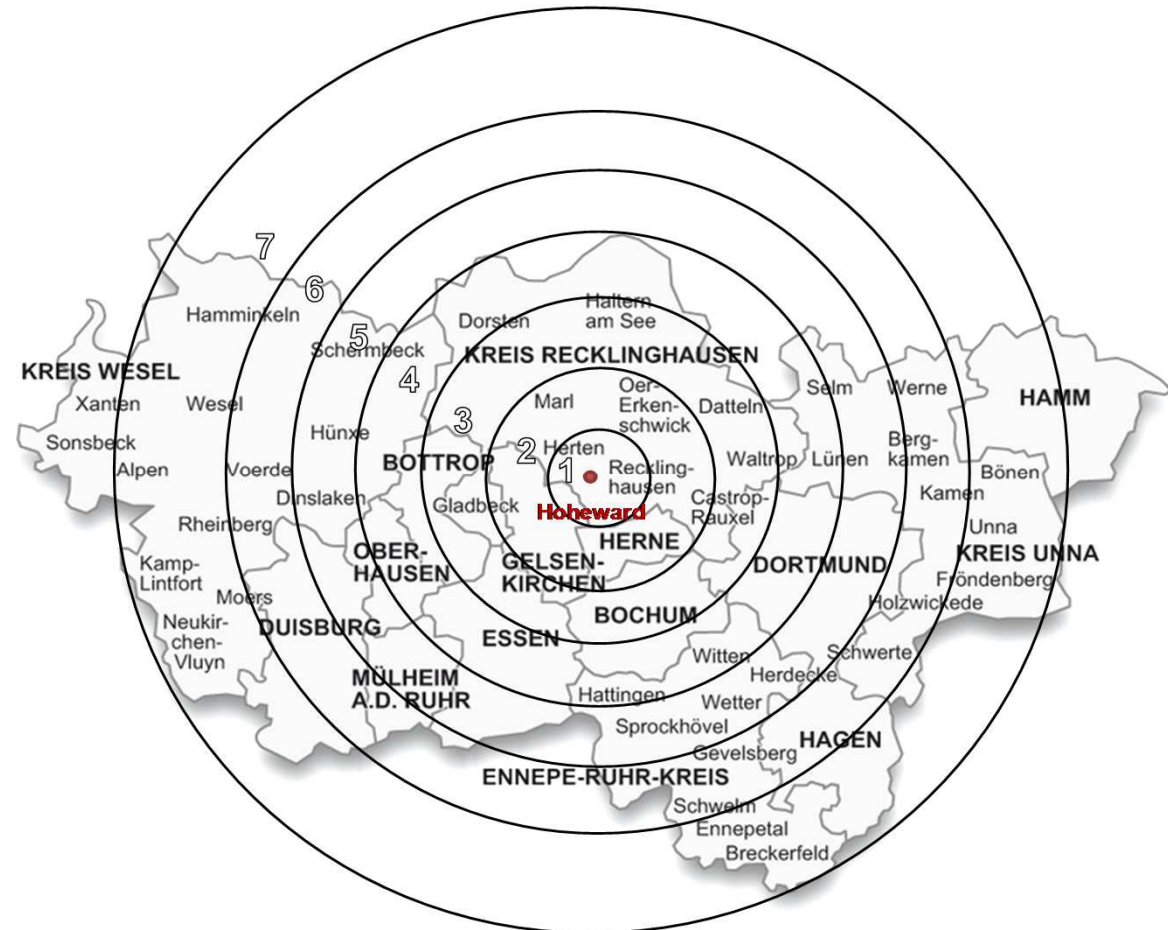 7
6
Hamminkeln
Haltern
am See
Dorsten
5
Schermbeck
KREIS RECKLINGHAUSEN
KREIS WESEL
4
Oer-
Erken-
schwick
Selm
Werne
HAMM
Xanten
Wesel
Marl
Datteln
3
Hünxe
Sonsbeck
2
Herten
Berg-
kamen
Alpen
Voerde
BOTTROP
1
Reckling-
hausen
Waltrop
Lünen
Bönen
Dinslaken
Gladbeck
Castrop-
Rauxel
Kamen
Hoheward
Rheinberg
Unna
HERNE
KREIS UNNA
OBER-
HAUSEN
GELSEN-
KIRCHEN
DORTMUND
Kamp-
Lintfort
Fröndenberg
Moers
Holzwickede
BOCHUM
Neukir-
chen-
Vluyn
DUISBURG
ESSEN
Witten
Schwerte
Herdecke
MÜLHEIM
A.D. RUHR
Hattingen
Wetter
Sprockhövel
HAGEN
Gevelsberg
ENNEPE-RUHR-KREIS
Schwelm
Ennepetal
Breckerfeld